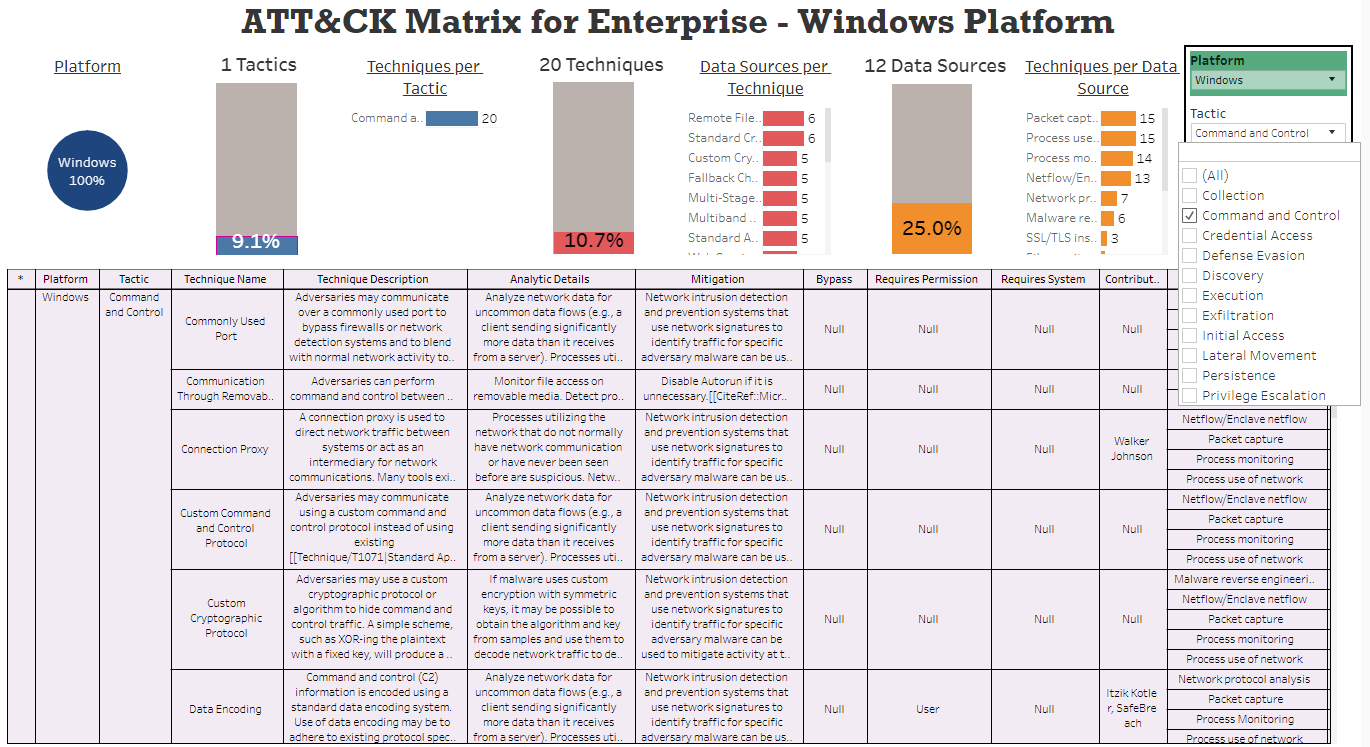 ATT&CK Matrix for Enterprise - Windows Platform
Platform
1 Tactics
Techniques per
Tactic
20 Techniques
Data Sources per
Technique
12 Data Sources
Techniques per Data
Source
Platform
Windows
Tactic
Command and Control
(All)
Collection
Command and Control
Credential Access
Defense Evasion
Discovery
Execution
Exfiltration
Initial Access
Lateral Movement
Persistence
Privilege Escalation
Windows
100%
9.1%
Command a.. 20
10.7%
Remote File.. 6
Standard Cr.. 6
Custom Cry.. 5
Fallback Ch.. 5
Multi-Stage.. 5
Multiband .. 5
Standard A.. 5
25.0%
Packet capt.. 15
Process use.. 15
Process mo.. 14
Netflow/En.. 13
Network pr.. 7
Malware re.. 6
SSL/TLS ins.. 3
* Platform Tactic Technique Name Technique Description Analytic Details Mitigation Bypass Requires Permission Requires System Contribut..
Windows
Command
and Control
Commonly Used
Port
Adversaries may communicate
over a commonly used port to
bypass firewalls or network
detection systems and to blend
with normal network activity to..
Analyze network data for
uncommon data flows (e.g., a
client sending significantly
more data than it receives
from a server). Processes uti..
Network intrusion detection
and prevention systems that
use network signatures to
identify traffic for specific
adversary malware can be us..
Null
Null
Null
Null
Communication
Through Removab..
Adversaries can perform
command and control between ..
Monitor file access on
removable media. Detect pro..
Disable Autorun if it is
unnecessary.[[CiteRef::Micr..
Null
Null
Null
Null
Connection Proxy
A connection proxy is used to
direct network traffic between
systems or act as an
intermediary for network
communications. Many tools exi..
Processes utilizing the
network that do not normally
have network communication
or have never been seen
before are suspicious. Netw..
Network intrusion detection
and prevention systems that
use network signatures to
identify traffic for specific
adversary malware can be us..
Null
Null
Null
Walker
Johnson
Netflow/Enclave netflow
Packet capture
Process monitoring
Process use of network
Custom Command
and Control
Protocol
Adversaries may communicate
using a custom command and
control protocol instead of using
existing
[[Technique/T1071|Standard Ap..
Analyze network data for
uncommon data flows (e.g., a
client sending significantly
more data than it receives
from a server). Processes uti..
Network intrusion detection
and prevention systems that
use network signatures to
identify traffic for specific
adversary malware can be us..
Null
Null
Null
Null
Netflow/Enclave netflow
Packet capture
Process monitoring
Process use of network
Custom
Cryptographic
Protocol
Adversaries may use a custom
cryptographic protocol or
algorithm to hide command and
control traffic. A simple scheme,
such as XOR-ing the plaintext
with a fixed key, will produce a ..
If malware uses custom
encryption with symmetric
keys, it may be possible to
obtain the algorithm and key
from samples and use them to
decode network traffic to de..
Network intrusion detection
and prevention systems that
use network signatures to
identify traffic for specific
adversary malware can be
used to mitigate activity at t..
Null
Null
Null
Null
Malware reverse engineeri..
Netflow/Enclave netflow
Packet capture
Process monitoring
Process use of network
Data Encoding
Command and control (C2)
information is encoded using a
standard data encoding system.
Use of data encoding may be to
adhere to existing protocol spec..
Analyze network data for
uncommon data flows (e.g., a
client sending significantly
more data than it receives
from a server). Processes uti..
Network intrusion detection
and prevention systems that
use network signatures to
identify traffic for specific
adversary malware can be us..
Null
User
Null
Itzik Kotle
r, SafeBre
ach
Network protocol analysis
Packet capture
Process Monitoring
Process use of network